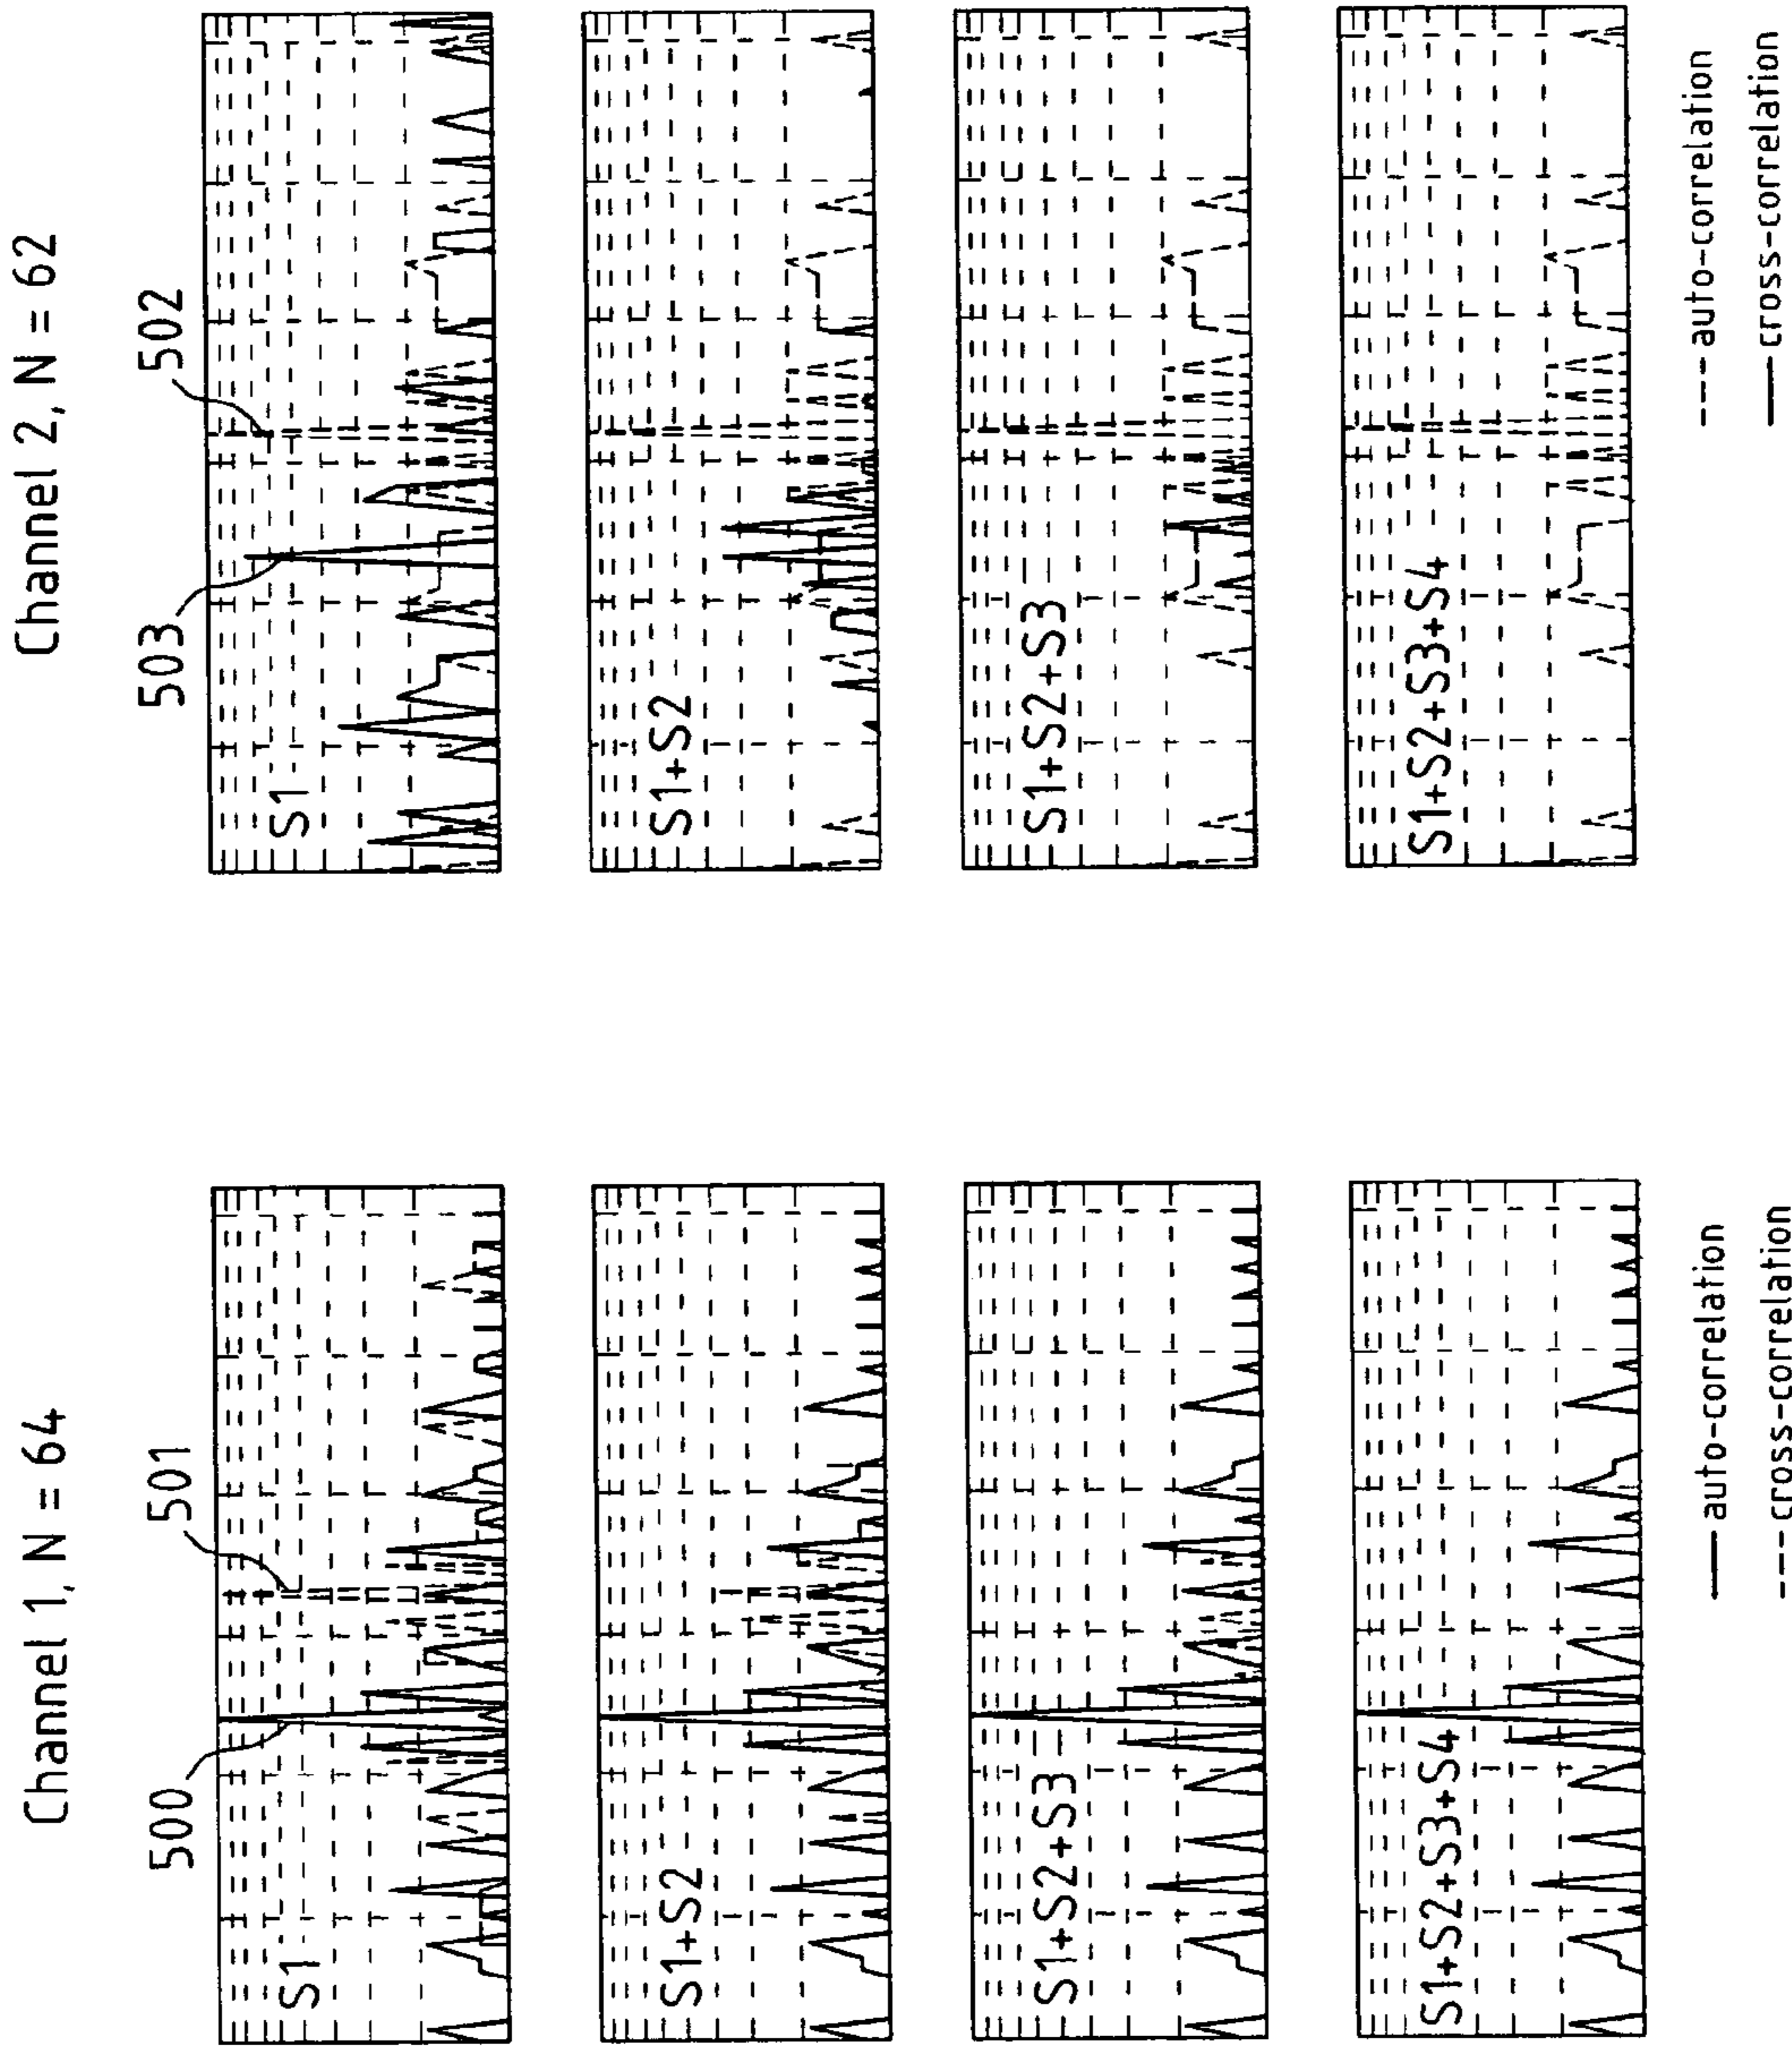 Channel 1, N = 64
500
501
S1
S1+S2
S1+S2+S3
S1+S2+S3+S4
auto-correlation
cross-correlation
Channel 2, N = 62
503
502
S1
S1+S2
S1+S2+S3
S1+S2+S3+S4
auto-correlation
cross-correlation